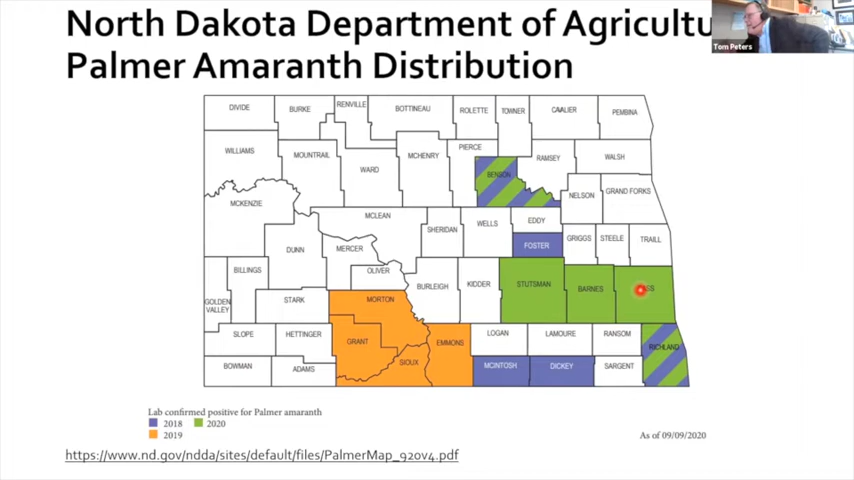 North Dakota Department of Agricultu
Palmer Amaranth Distribution
Tom Peters
DIVIDE
BURKE
RENVILLE
BOTTINEAU
ROLETTE
TOWNER
CAVALIER
PEMBINA
WILLIAMS
MOUNTRAIL
WARD
MCHENRY
PIERCE
BENSON
RAMSEY
WALSH
MCKENZIE
NELSON
GRAND FORKS
MCLEAN
SHERIDAN
WELLS
EDDY
DUNN
MERCER
FOSTER
GRIGGS
STEELE
TRAILL
BILLINGS
OLIVER
BURLEIGH
KIDDER
STUTSMAN
BARNES
SS
GOLDEN
VALLEY
STARK
MORTON
SLOPE
HETTINGER
GRANT
EMMONS
LOGAN
LAMOURE
RANSOM
RICHLAND
BOWMAN
ADAMS
SIOUX
MCINTOSH
DICKEY
SARGENT
Lab confirmed positive for Palmer amaranth
2018 2020
2019
As of 09/09/2020
https://www.nd.gov/ndda/sites/default/files/PalmerMap_920v4.pdf